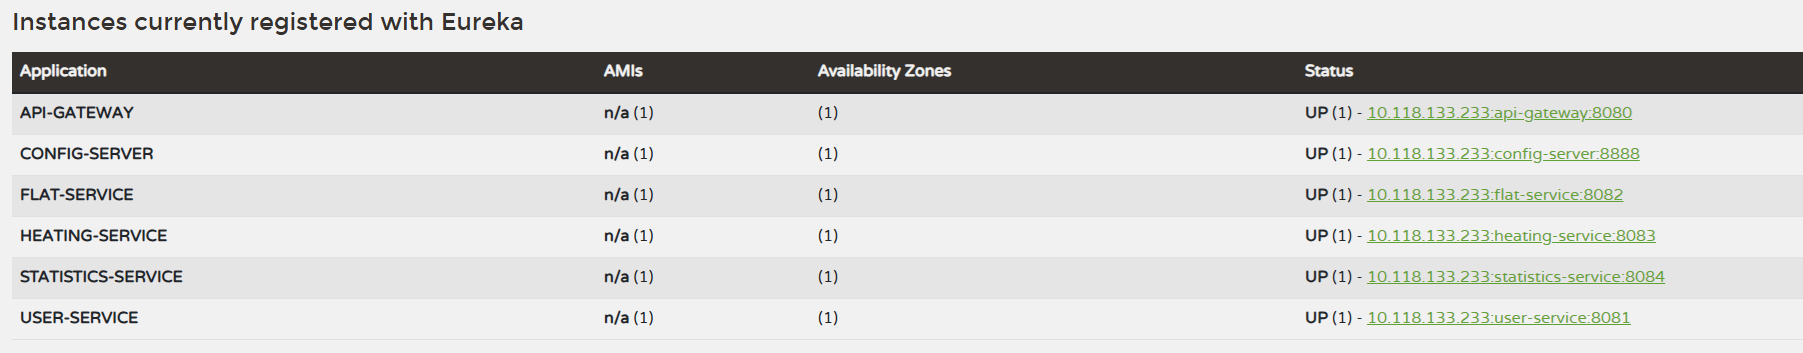 Instances currently registered with Eureka
Application AMIs Availability Zones Status
API-GATEWAY n/a (1) (1) UP (1) - 10.118.133.233:api-gateway:8080
CONFIG-SERVER n/a (1) (1) UP (1) - 10.118.133.233:config-server:8888
FLAT-SERVICE n/a (1) (1) UP (1) - 10.118.133.233:flat-service:8082
HEATING-SERVICE n/a (1) (1) UP (1) - 10.118.133.233:heating-service:8083
STATISTICS-SERVICE n/a (1) (1) UP (1) - 10.118.133.233:statistics-service:8084
USER-SERVICE n/a (1) (1) UP (1) - 10.118.133.233:user-service:8081